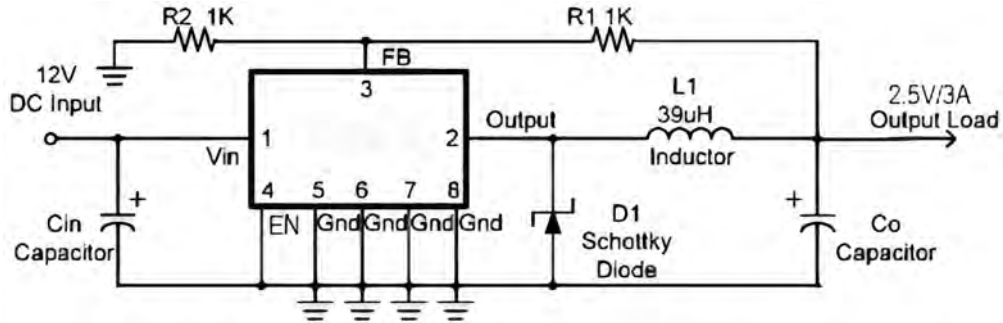 R2 1K
R1 1K
FB
3
12V
DC Input
L1
39uH
2.5V/3A
Output Load
1
2
Output
Vin
Inductor
4 5 6 7 8
EN Gnd Gnd Gnd Gnd
+
Cin
Capacitor
D1
Schottky
Diode
+
Co
Capacitor